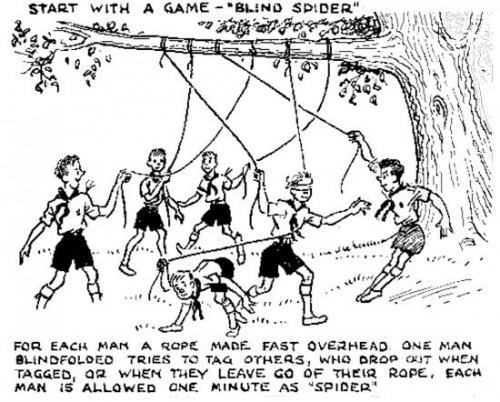 START WITH A GAME - "BLIND SPIDER"
FOR EACH MAN A ROPE MADE FAST OVERHEAD. ONE MAN
BLINDFOLDED TRIES TO TAG OTHERS, WHO DROP OUT WHEN
TAGGED, OR WHEN THEY LEAVE GO OF THEIR ROPE. EACH
MAN IS ALLOWED ONE MINUTE AS "SPIDER"